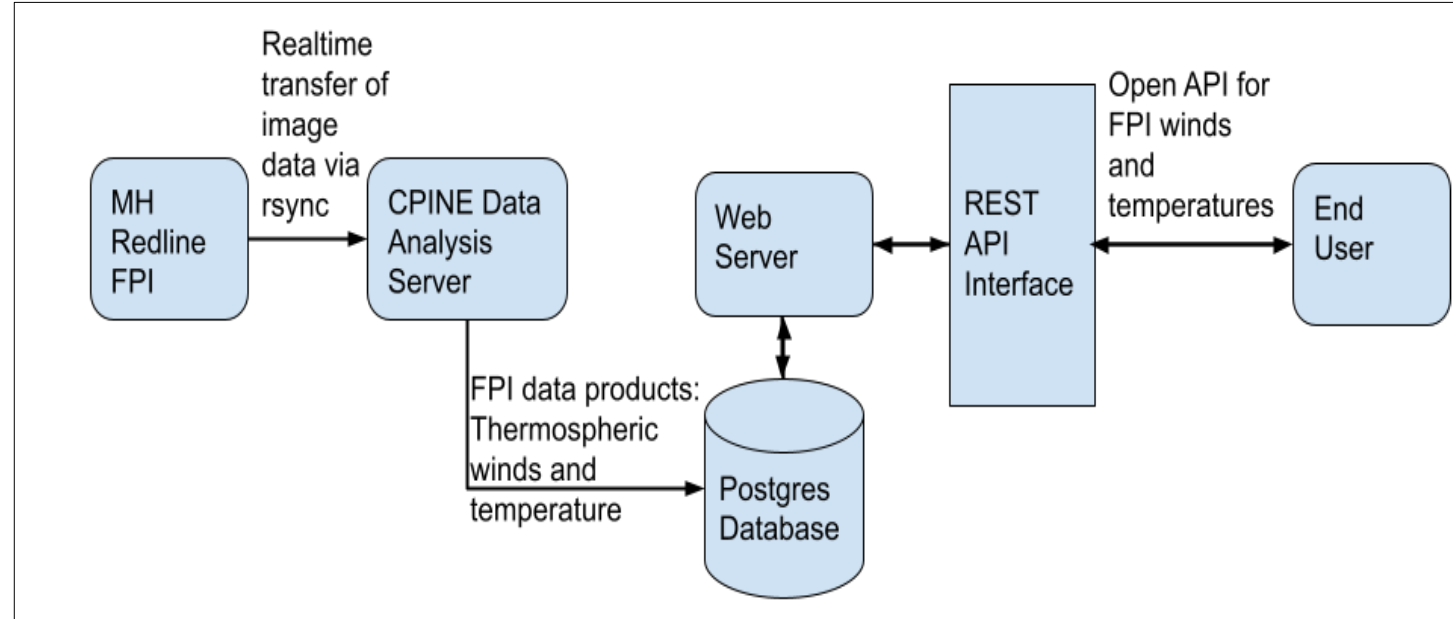 Realtime
transfer of
image
data via
rsync
MH
Redline
FPI
CPINE Data
Analysis
Server
FPI data products:
Thermospheric
winds and
temperature
Postgres
Database
Web
Server
REST
API
Interface
Open API for
FPI winds
and
temperatures
End
User